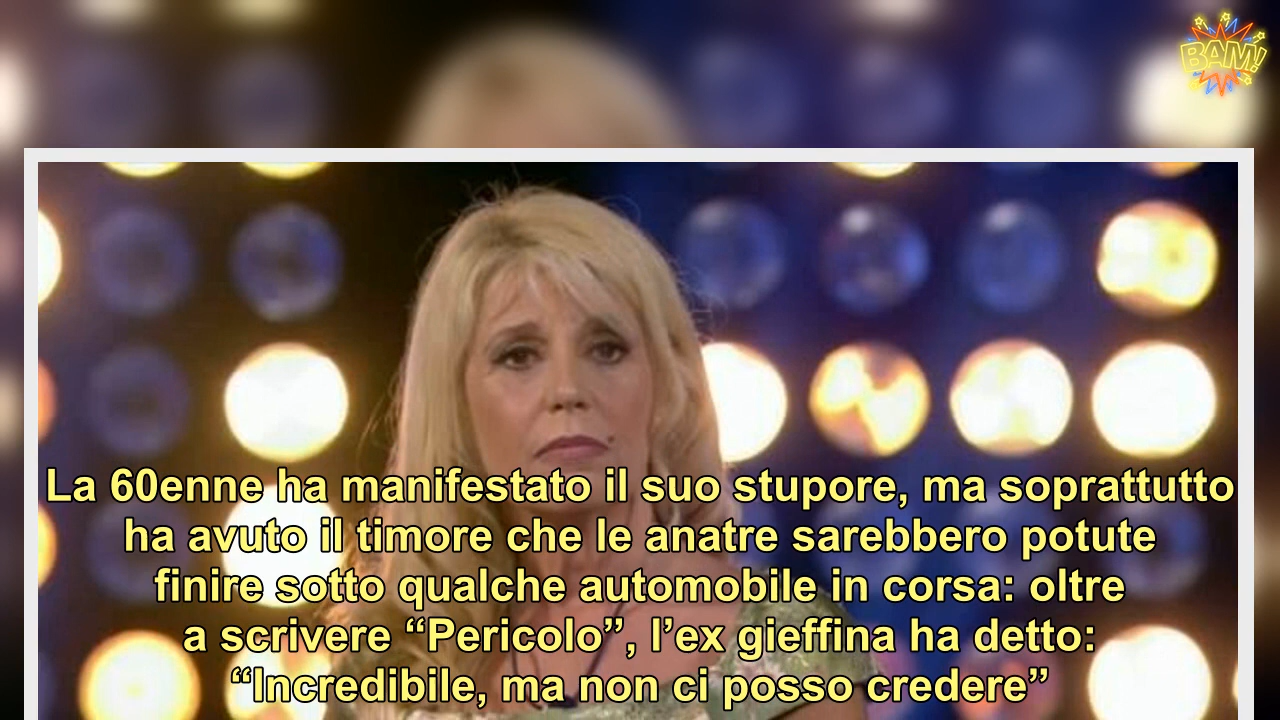 BAM!
La 60enne ha manifestato il suo stupore, ma soprattutto
ha avuto il timore che le anatre sarebbero potute
finire sotto qualche automobile in corsa: oltre
a scrivere “Pericolo”, l’ex gieffina ha detto:
“Incredibile, ma non ci posso credere”